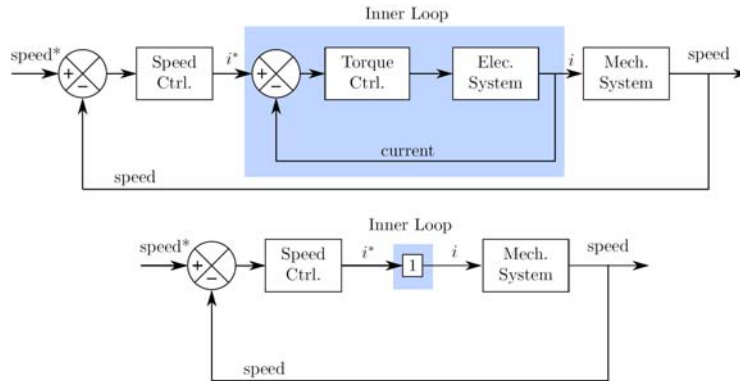 Inner Loop
speed*
+
−
Speed
Ctrl.
i*
+
−
Torque
Ctrl.
Elec.
System
i
Mech.
System
speed
current
speed
Inner Loop
speed*
+
−
Speed
Ctrl.
i*
1
i
Mech.
System
speed
speed